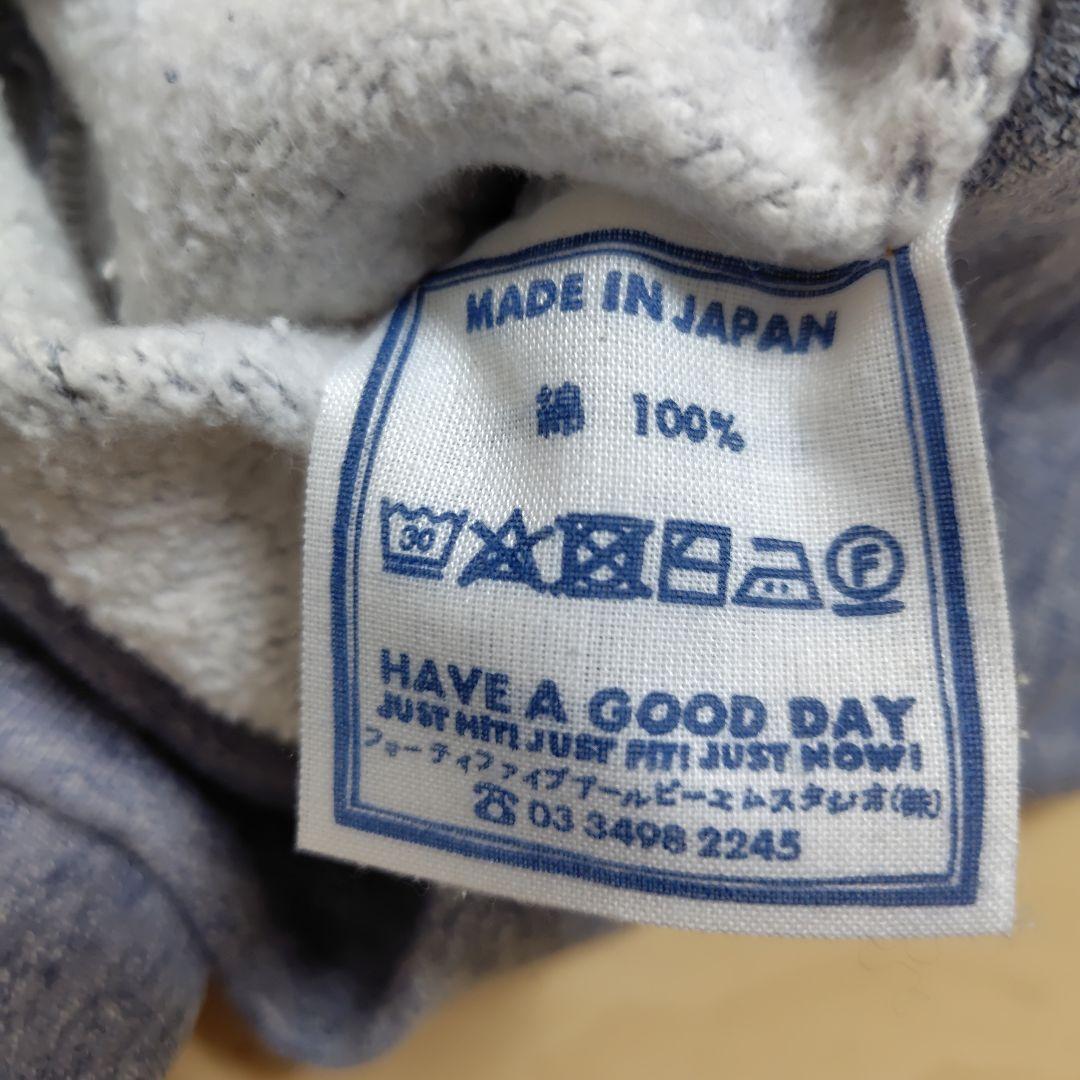 MADE IN JAPAN
綿 100%
30 F
HAVE A GOOD DAY
JUST HIT! JUST FIT! JUST NOW!
フォーティファイブアールピーエムスタジオ(株)
☎ 03 3498 2245